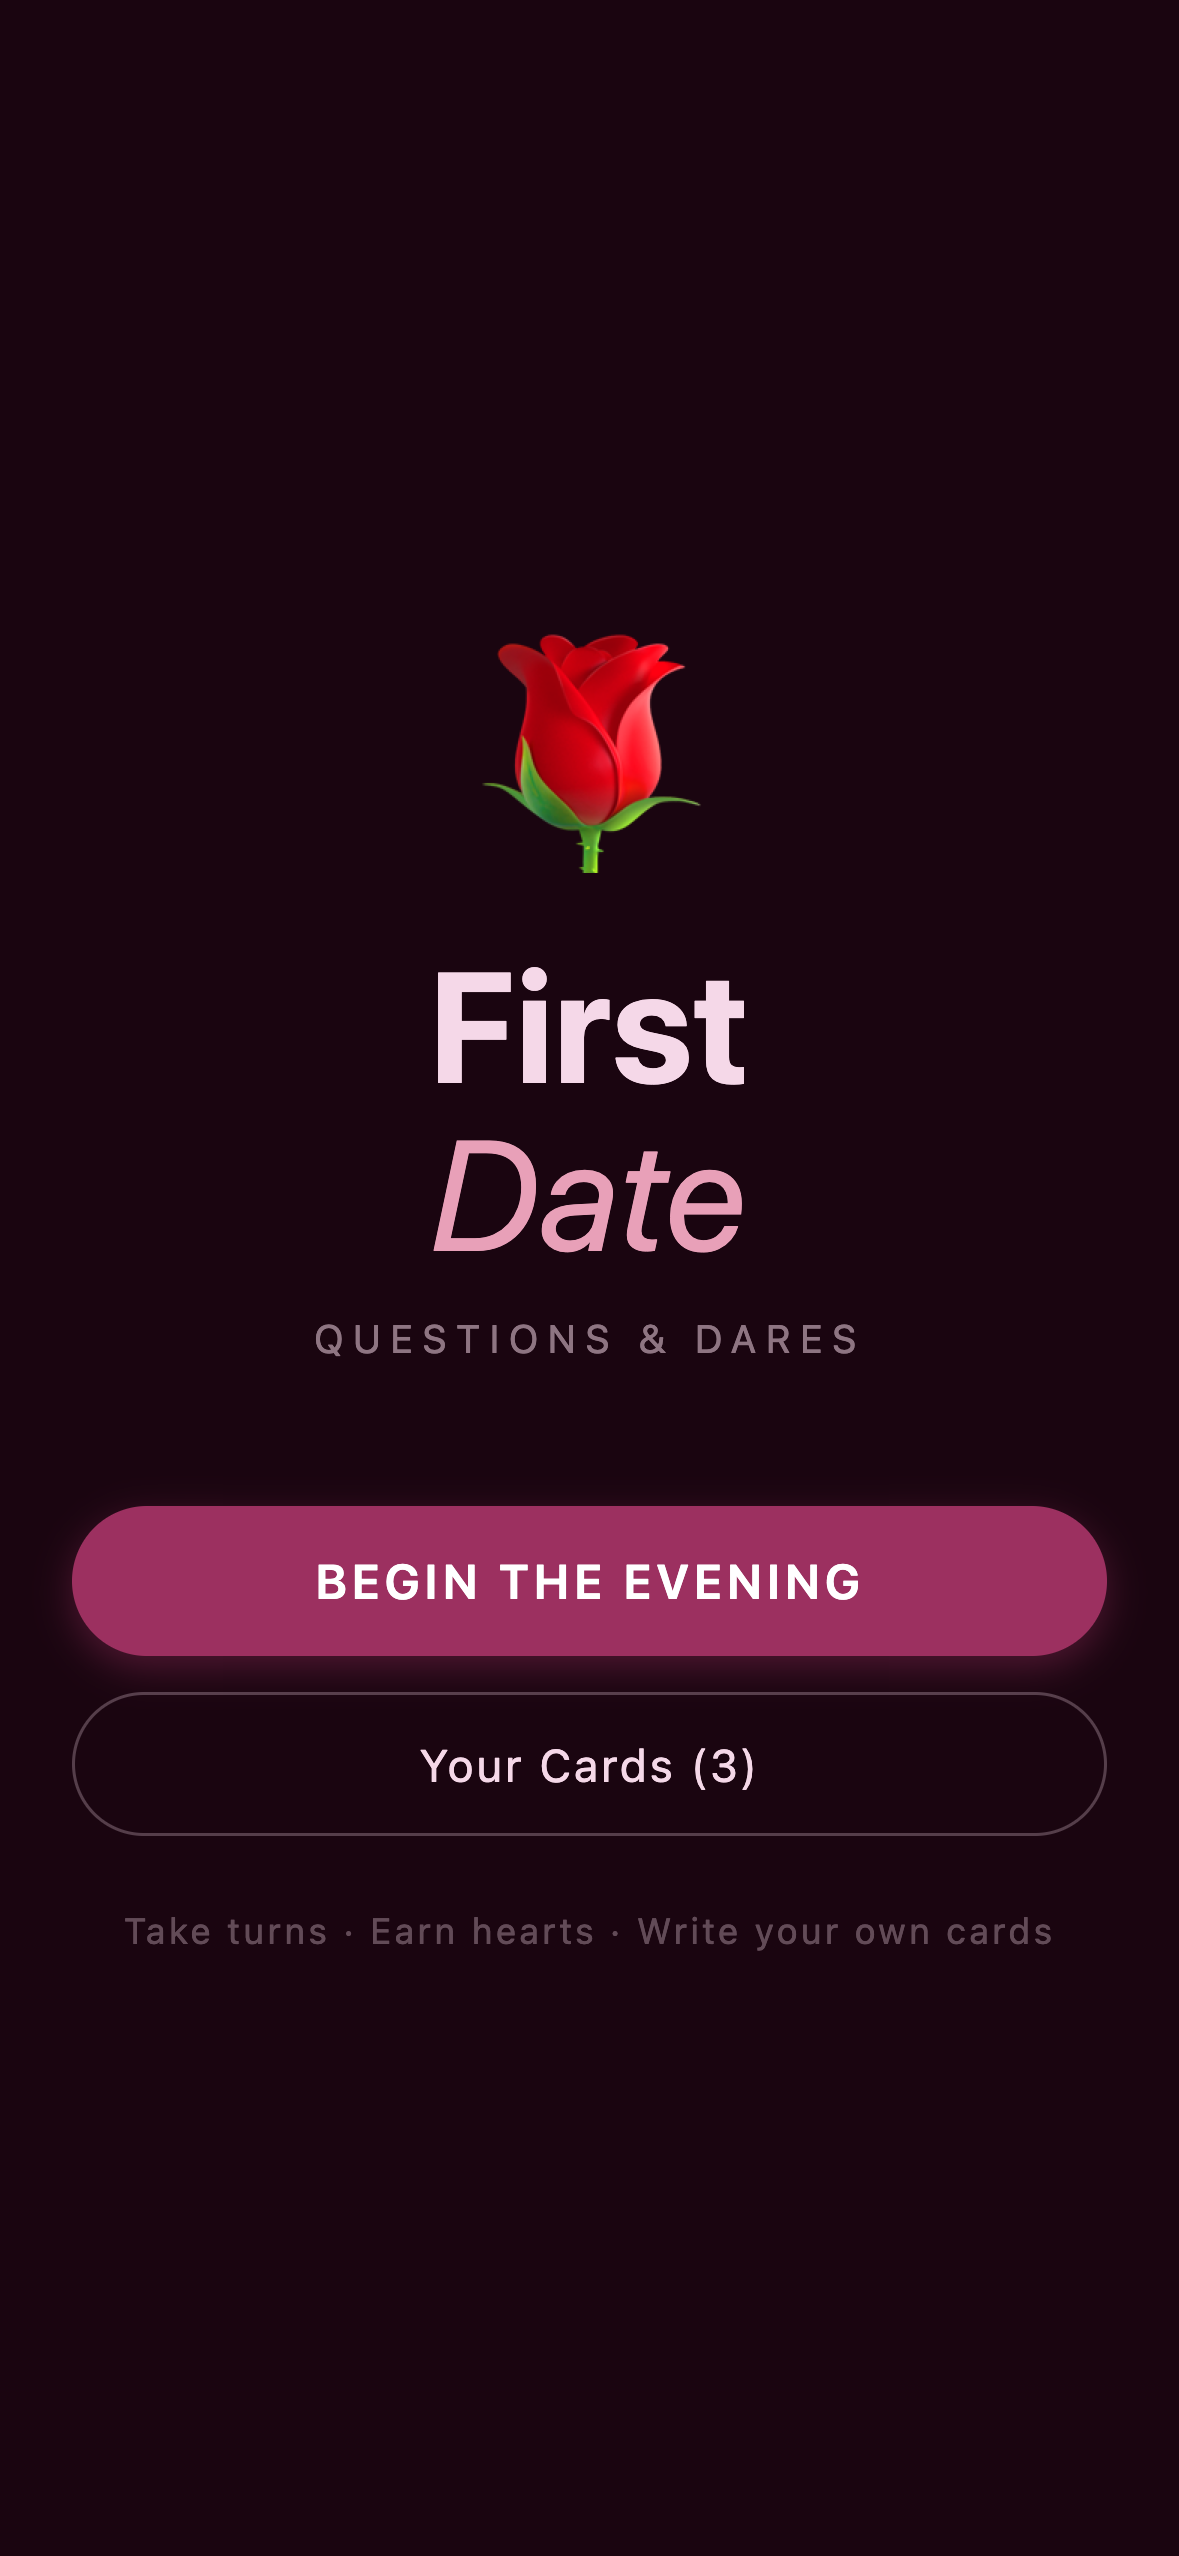 First
Date
QUESTIONS & DARES
BEGIN THE EVENING
Your Cards (3)
Take turns · Earn hearts · Write your own cards